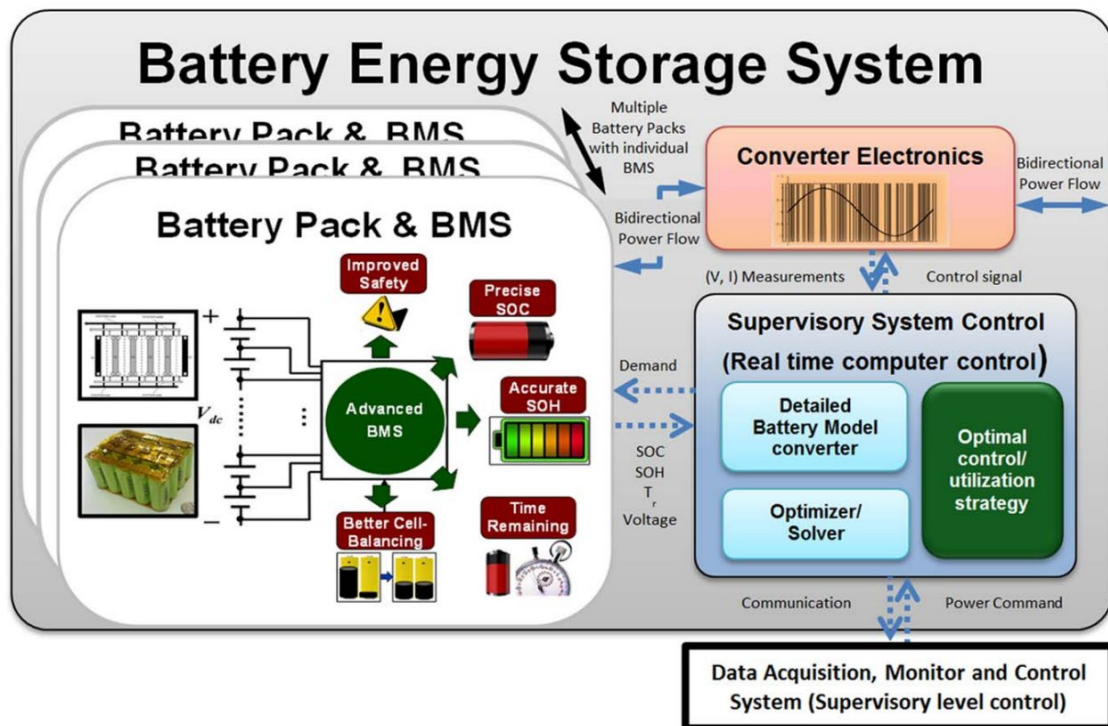 Battery Energy Storage System
Battery Pack & BMS
Battery Pack & BMS
Battery Pack & BMS
Multiple
Battery Packs
with individual
BMS
Bidirectional
Power Flow
Converter Electronics
Bidirectional
Power Flow
(V, I) Measurements
Control signal
Improved
Safety
Precise
SOC
Accurate
SOH
Advanced
BMS
+
Vdc
−
Better Cell-
Balancing
Time
Remaining
Demand
SOC
SOH
Tr
Voltage
Supervisory System Control
(Real time computer control)
Detailed
Battery Model
converter
Optimizer/
Solver
Optimal
control/
utilization
strategy
Communication
Power Command
Data Acquisition, Monitor and Control
System (Supervisory level control)